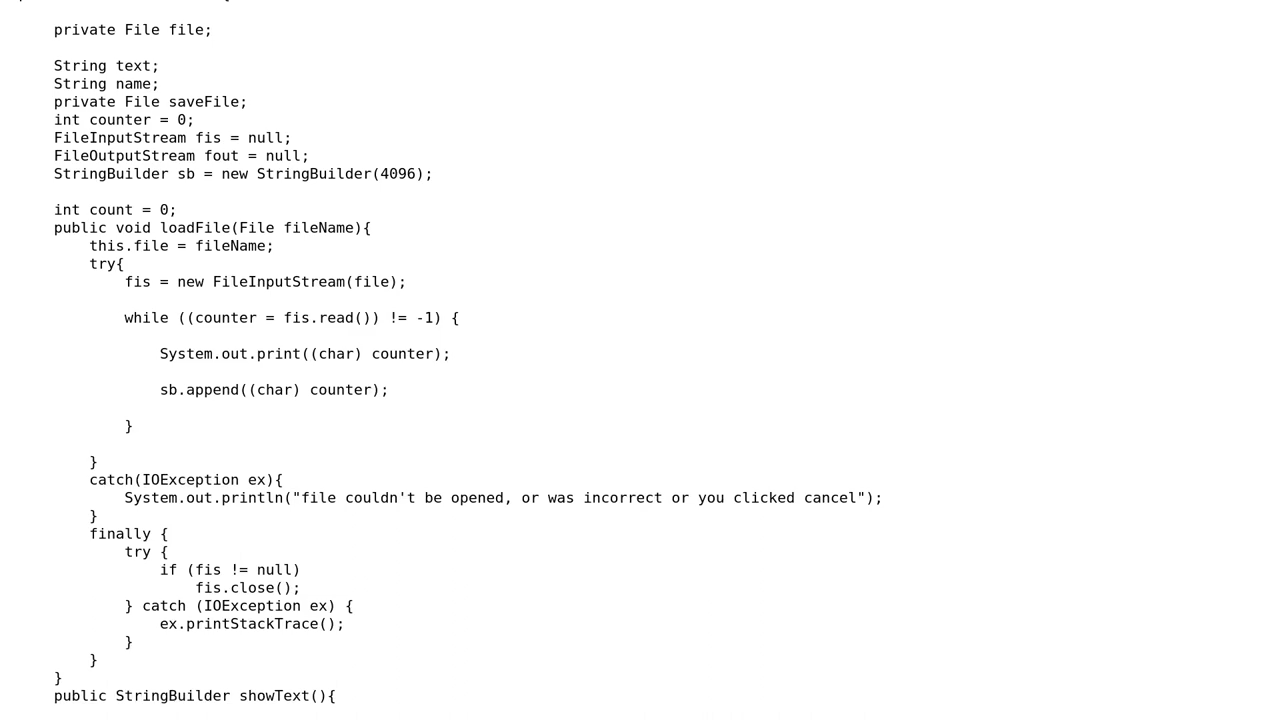 private File file;
String text;
String name;
private File saveFile;
int counter = 0;
FileInputStream fis = null;
FileOutputStream fout = null;
StringBuilder sb = new StringBuilder(4096);
int count = 0;
public void loadFile(File fileName){
this.file = fileName;
try{
fis = new FileInputStream(file);
while ((counter = fis.read()) != -1) {
System.out.print((char) counter);
sb.append((char) counter);
}
}
catch(IOException ex){
System.out.println("file couldn't be opened, or was incorrect or you clicked cancel");
}
finally {
try {
if (fis != null)
fis.close();
} catch (IOException ex) {
ex.printStackTrace();
}
}
}
public StringBuilder showText(){